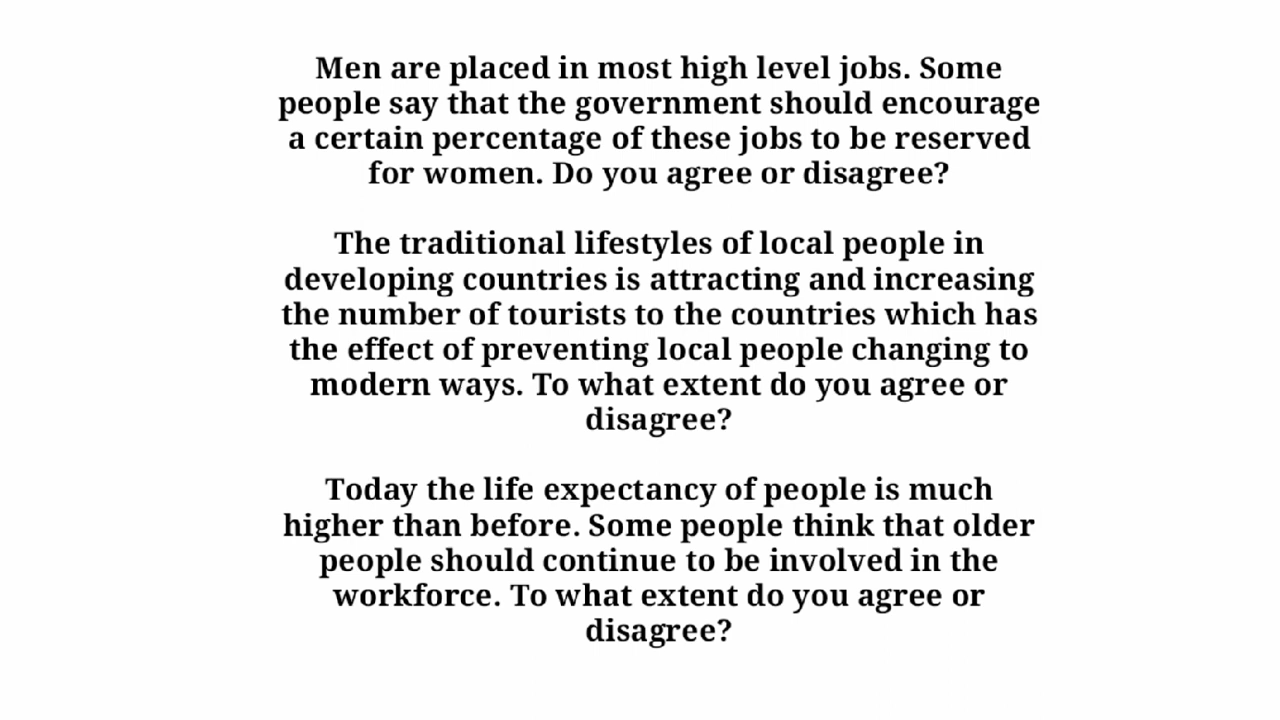 Men are placed in most high level jobs. Some
people say that the government should encourage
a certain percentage of these jobs to be reserved
for women. Do you agree or disagree?
The traditional lifestyles of local people in
developing countries is attracting and increasing
the number of tourists to the countries which has
the effect of preventing local people changing to
modern ways. To what extent do you agree or
disagree?
Today the life expectancy of people is much
higher than before. Some people think that older
people should continue to be involved in the
workforce. To what extent do you agree or
disagree?